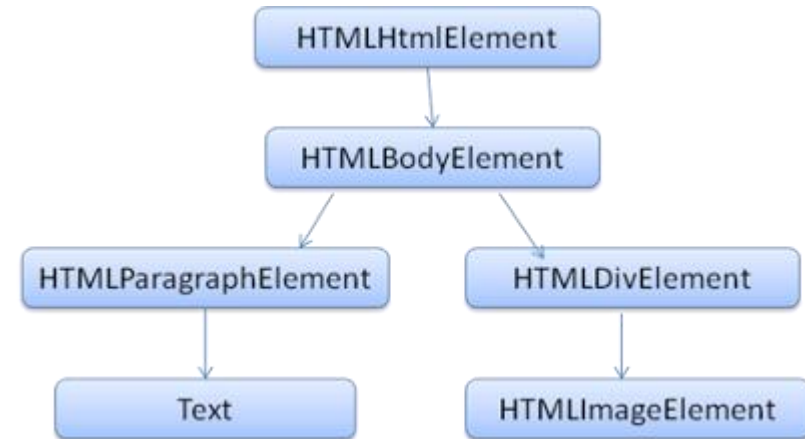 HTMLHtmlElement
HTMLBodyElement
HTMLParagraphElement
HTMLDivElement
Text
HTMLImageElement